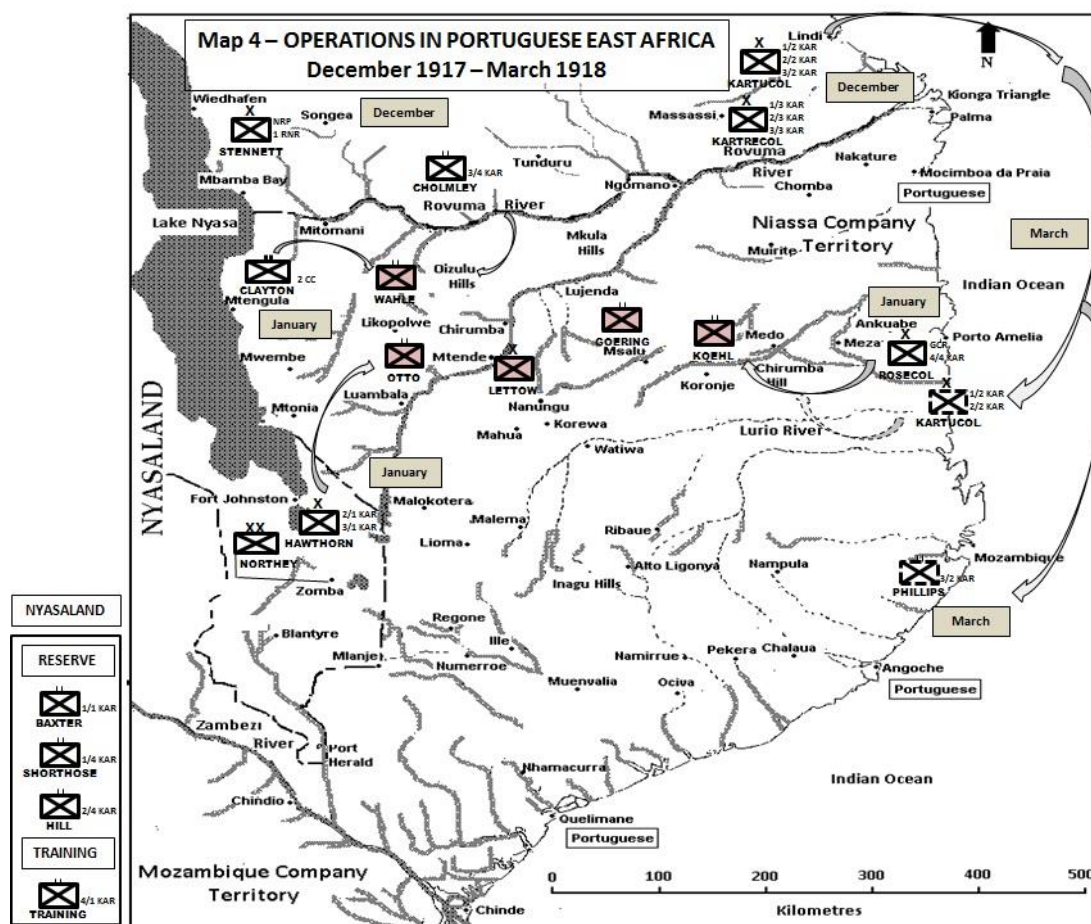 Map 4 – OPERATIONS IN PORTUGUESE EAST AFRICA
December 1917 – March 1918
Lindi
N
X
1/2 KAR
2/2 KAR
3/2 KAR
KARTUCOL
December
Kionga Triangle
Palma
Wiedhafen
Songea
December
X
NRP
1 RNR
STENNETT
Massassi
X
1/3 KAR
2/3 KAR
3/3 KAR
KARTRECOL
Rovuma
River
Nakature
Tunduru
3/4 KAR
CHOLMLEY
Mbamba Bay
Rovuma River
Ngomano
Chomba
Mocimboa da Praia
Portuguese
Lake Nyasa
Mitomani
Mkula
Hills
Niassa Company
Territory
Muirite
March
2 CC
CLAYTON
WAHLE
Oizulu
Hills
Mtengula
Lujenda
January
Indian Ocean
January
Likopolwe
Chirumba
GOERING
KOEHL
Medo
Ankuabe
Meza
X
GCR
4/4 KAR
ROSECOL
Porto Amelia
Mwembe
OTTO
Mtende
X
LETTOW
Msalu
Koronje
Chirumba
Hill
X
1/2 KAR
2/2 KAR
KARTUCOL
Luambala
Nanungu
Mtonia
Mahua
Korewa
Lurio River
Watiwa
NYASALAND
January
Fort Johnston
Malokotera
X
2/1 KAR
3/1 KAR
HAWTHORN
XX
NORTHEY
Malema
Lioma
Ribaue
Inagu Hills
Alto Ligonya
Nampula
Mozambique
3/2 KAR
PHILLIPS
March
Zomba
NYASALAND
RESERVE
1/1 KAR
BAXTER
1/4 KAR
SHORTHOSE
2/4 KAR
HILL
TRAINING
4/1 KAR
TRAINING
Blantyre
Regone
Ille
Mlanje
Numerroe
Namirrue
Pekera
Chalaua
Angoche
Portuguese
Muenvalia
Ociva
Zambezi
River
Port
Herald
Nhamacurra
Chindio
Indian Ocean
Quelimane
Portuguese
Mozambique Company
Territory
Chinde
0 100 200 300 400 500
Kilometres